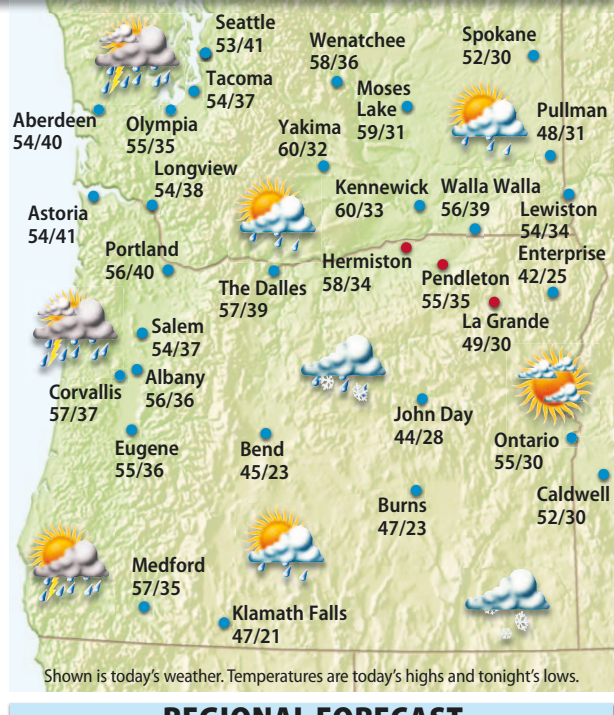 Seattle
53/41
Tacoma
54/37
Wenatchee
58/36
Spokane
52/30
Moses
Lake
59/31
Aberdeen
54/40
Olympia
55/35
Yakima
60/32
Pullman
48/31
Longview
54/38
Kennewick
60/33
Walla Walla
56/39
Lewiston
54/34
Astoria
54/41
Portland
56/40
The Dalles
57/39
Hermiston
58/34
Pendleton
55/35
Enterprise
42/25
La Grande
49/30
Salem
54/37
Albany
56/36
Corvallis
57/37
John Day
44/28
Ontario
55/30
Eugene
55/36
Bend
45/23
Caldwell
52/30
Burns
47/23
Medford
57/35
Klamath Falls
47/21
Shown is today's weather. Temperatures are today's highs and tonight's lows.
REGIONAL FORECAST